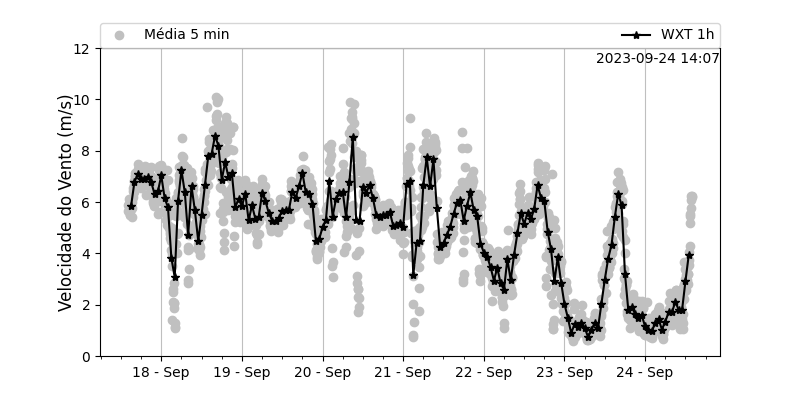 Média 5 min
WXT 1h
2023-09-24 14:07
Velocidade do Vento (m/s)
12
10
8
6
4
2
0
18 - Sep
19 - Sep
20 - Sep
21 - Sep
22 - Sep
23 - Sep
24 - Sep